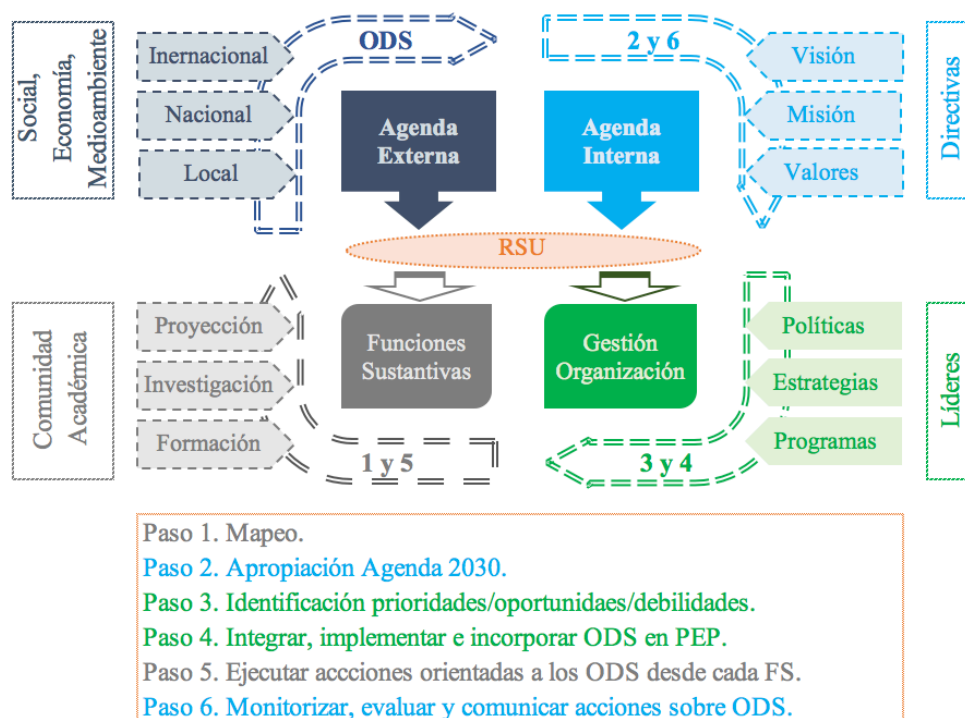 Social,
Economía,
Medioambiente
Inernacional
Nacional
Local
ODS
Agenda
Externa
2 y 6
Agenda
Interna
Visión
Misión
Valores
Directivas
RSU
Comunidad
Académica
Proyección
Investigación
Formación
1 y 5
Funciones
Sustantivas
Gestión
Organización
3 y 4
Políticas
Estrategias
Programas
Líderes
Paso 1. Mapeo.
Paso 2. Apropiación Agenda 2030.
Paso 3. Identificación prioridades/oportunidaes/debilidades.
Paso 4. Integrar, implementar e incorporar ODS en PEP.
Paso 5. Ejecutar accciones orientadas a los ODS desde cada FS.
Paso 6. Monitorizar, evaluar y comunicar acciones sobre ODS.